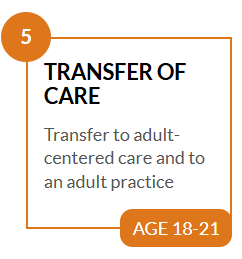 5
TRANSFER OF
CARE
Transfer to adult-
centered care and to
an adult practice
AGE 18-21